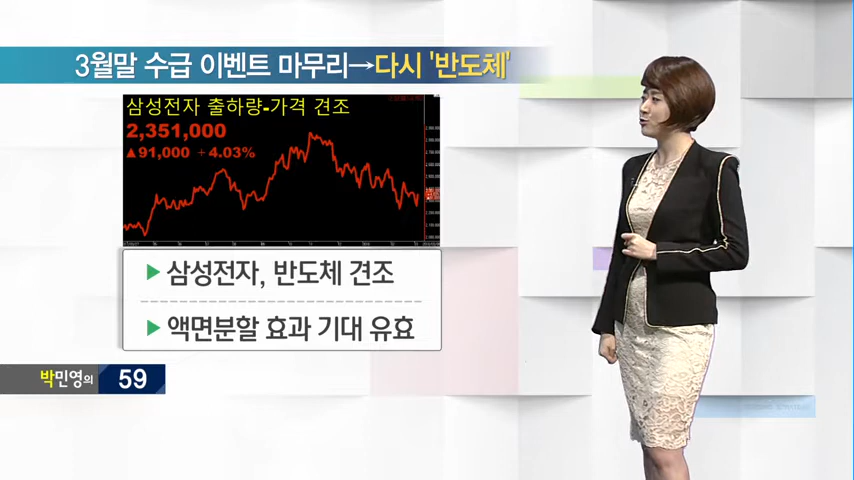 3월말 수급 이벤트 마무리→다시 '반도체'
삼성전자 출하량-가격 견조
2,351,000
▲91,000 +4.03%
▶ 삼성전자, 반도체 견조
▶ 액면분할 효과 기대 유효
박민영의 59